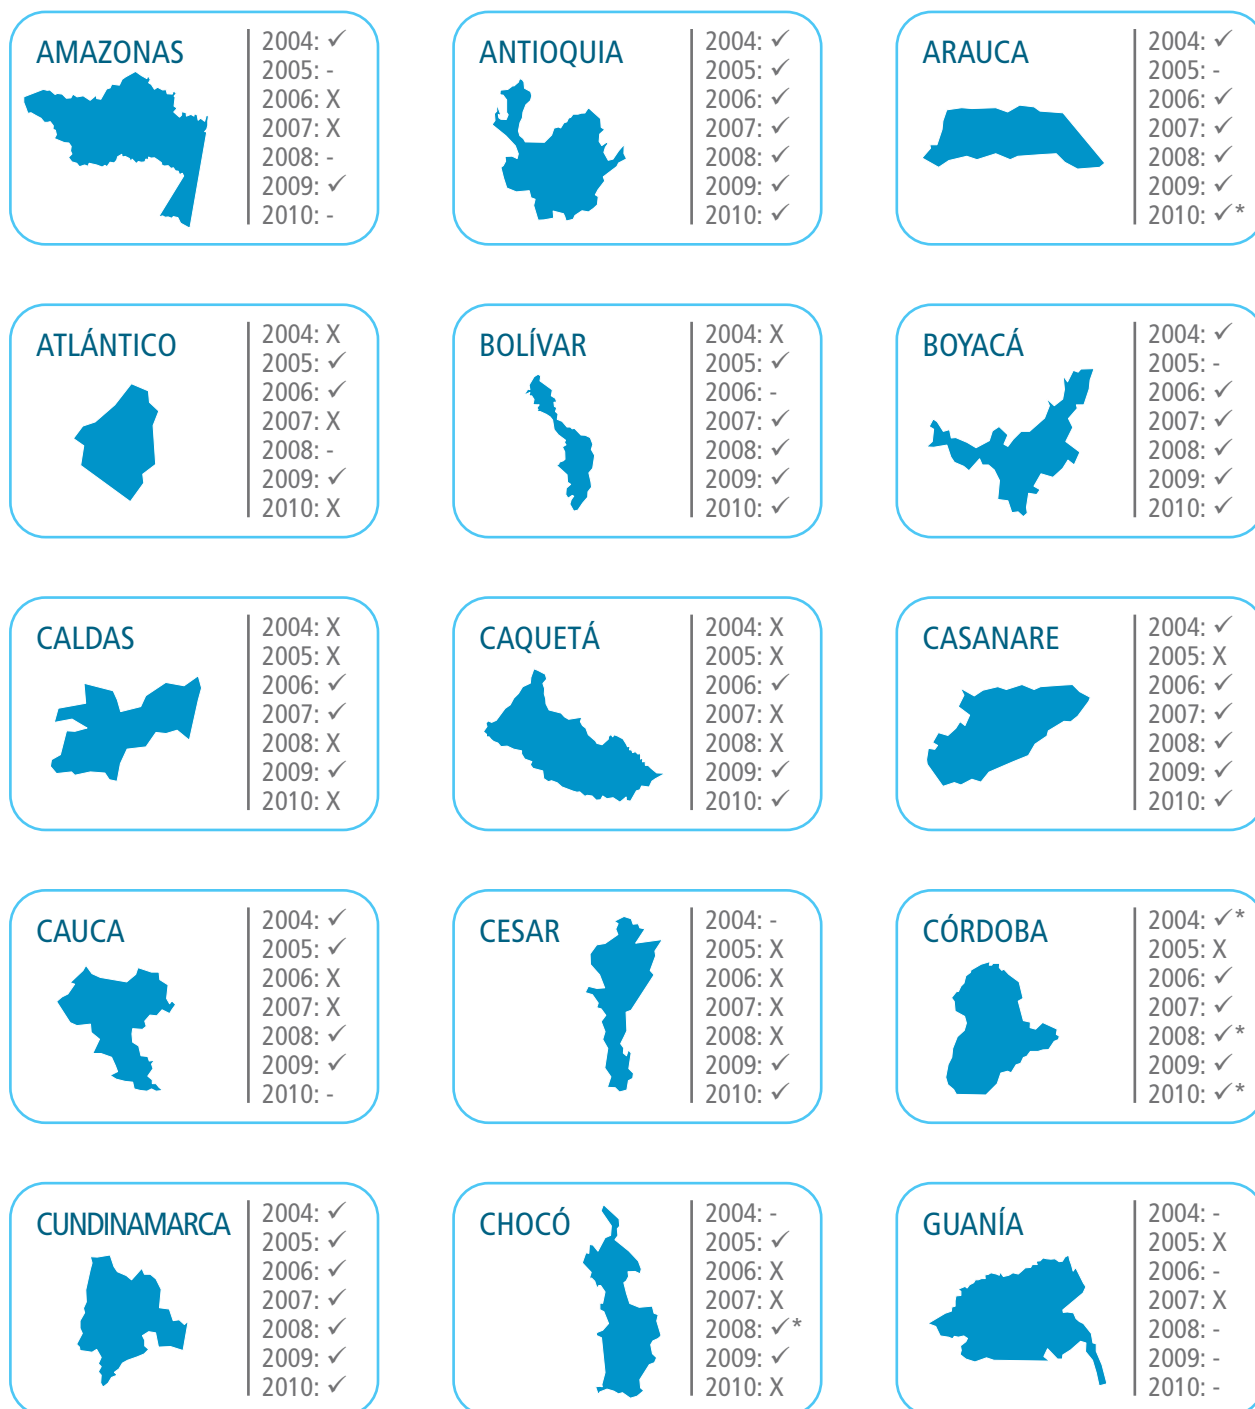 AMAZONAS
2004: ✓
2005: -
2006: X
2007: X
2008: -
2009: ✓
2010: -
ANTIOQUIA
2004: ✓
2005: ✓
2006: ✓
2007: ✓
2008: ✓
2009: ✓
2010: ✓
ARAUCA
2004: ✓
2005: -
2006: ✓
2007: ✓
2008: ✓
2009: ✓
2010: ✓*
ATLÁNTICO
2004: X
2005: ✓
2006: ✓
2007: X
2008: -
2009: ✓
2010: X
BOLÍVAR
2004: X
2005: ✓
2006: -
2007: ✓
2008: ✓
2009: ✓
2010: ✓
BOYACÁ
2004: ✓
2005: -
2006: ✓
2007: ✓
2008: ✓
2009: ✓
2010: ✓
CALDAS
2004: X
2005: X
2006: ✓
2007: ✓
2008: X
2009: ✓
2010: X
CAQUETÁ
2004: X
2005: X
2006: ✓
2007: X
2008: X
2009: ✓
2010: ✓
CASANARE
2004: ✓
2005: X
2006: ✓
2007: ✓
2008: ✓
2009: ✓
2010: ✓
CAUCA
2004: ✓
2005: ✓
2006: X
2007: X
2008: ✓
2009: ✓
2010: -
CESAR
2004: -
2005: X
2006: X
2007: X
2008: X
2009: ✓
2010: ✓
CÓRDOBA
2004: ✓*
2005: X
2006: ✓
2007: ✓
2008: ✓*
2009: ✓
2010: ✓*
CUNDINAMARCA
2004: ✓
2005: ✓
2006: ✓
2007: ✓
2008: ✓
2009: ✓
2010: ✓
CHOCÓ
2004: -
2005: ✓
2006: X
2007: X
2008: ✓*
2009: ✓
2010: X
GUANÍA
2004: -
2005: X
2006: -
2007: X
2008: -
2009: -
2010: -